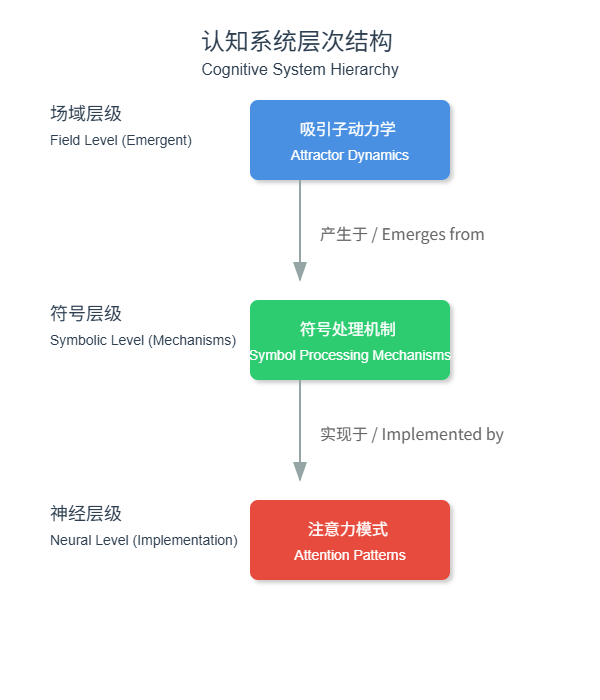 认知系统层次结构
Cognitive System Hierarchy
场域层级
Field Level (Emergent)
吸引子动力学
Attractor Dynamics
产生于 / Emerges from
符号层级
Symbolic Level (Mechanisms)
符号处理机制
Symbol Processing Mechanisms
实现于 / Implemented by
神经层级
Neural Level (Implementation)
注意力模式
Attention Patterns